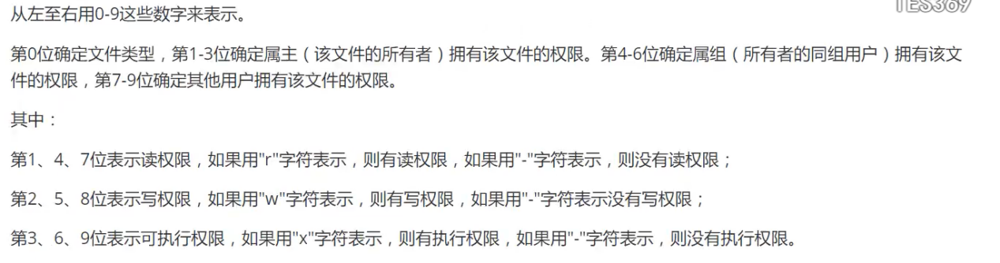 TES369
从左至右用0-9这些数字来表示。
第0位确定文件类型，第1-3位确定属主（该文件的所有者）拥有该文件的权限。第4-6位确定属组（所有者的同组用户）拥有该文
件的权限，第7-9位确定其他用户拥有该文件的权限。
其中：
第1、4、7位表示读权限，如果用"r"字符表示，则有读权限，如果用"-"字符表示，则没有读权限；
第2、5、8位表示写权限，如果用"w"字符表示，则有写权限，如果用"-"字符表示没有写权限；
第3、6、9位表示可执行权限，如果用"x"字符表示，则有执行权限，如果用"-"字符表示，则没有执行权限。